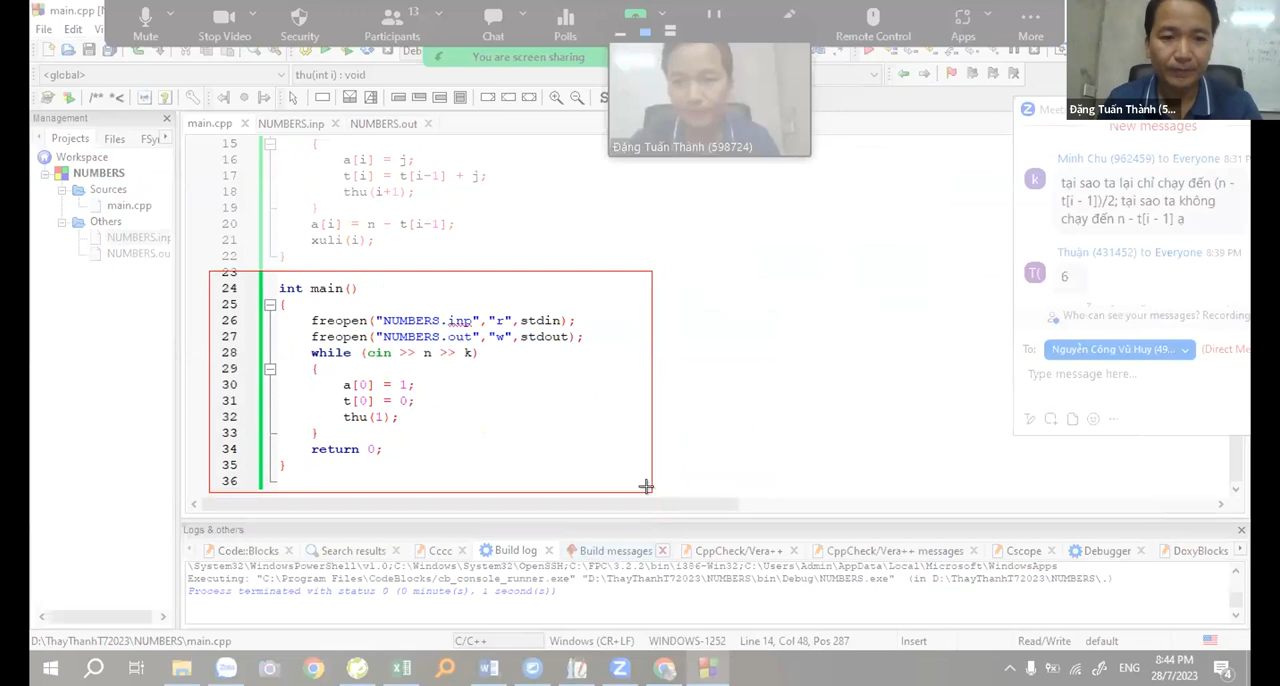 main.cpp [N
Mute
Stop Video
Security
13
Participants
Chat
Polls
Remote Control
Apps
More
File Edit
You are screen sharing
Đặng Tuấn Thành (598724)
Đặng Tuấn Thành (5...
<global>
thu(int i) : void
/** *<
Management
Projects Files FSy
Workspace
NUMBERS
Sources
main.cpp
Others
NUMBERS.inp
NUMBERS.ou
main.cpp NUMBERS.inp NUMBERS.out
15 {
16 a[i] = j;
17 t[i] = t[i-1] + j;
18 thu(i+1);
19 }
20 a[i] = n - t[i-1];
21 xuli(i);
22 }
23
24 int main()
25 {
26 freopen("NUMBERS.inp","r",stdin);
27 freopen("NUMBERS.out","w",stdout);
28 while (cin >> n >> k)
29 {
30 a[0] = 1;
31 t[0] = 0;
32 thu(1);
33 }
34 return 0;
35 }
36
New messages
Minh Chu (962459) to Everyone 8:31
k
tại sao ta lại chỉ chạy đến (n -
t[i - 1])/2; tại sao ta không
chạy đến n - t[i - 1] ạ
Thuận (431452) to Everyone 8:39 PM
T(
6
Who can see your messages? Recording
To: Nguyễn Công Vũ Huy (49... (Direct Me
Type message here...
Logs & others
Code::Blocks Search results Cccc Build log Build messages CppCheck/Vera++ CppCheck/Vera++ messages Cscope Debugger DoxyBlocks
\System32\WindowsPowerShell\v1.0;C:\Windows\System32\OpenSSH;C:\FPC\3.2.2\bin\i386-Win32;C:\Users\Admin\AppData\Local\Microsoft\WindowsApps
Executing: "C:\Program Files\CodeBlocks/cb_console_runner.exe" "D:\ThayThanhT72023\NUMBERS\bin\Debug\NUMBERS.exe" (in D:\ThayThanhT72023\NUMBERS\.)
Process terminated with status 0 (0 minute(s), 1 second(s))
D:\ThayThanhT72023\NUMBERS\main.cpp C/C++ Windows (CR+LF) WINDOWS-1252 Line 14, Col 48, Pos 287 Insert Read/Write default
ENG
8:44 PM
28/7/2023
4